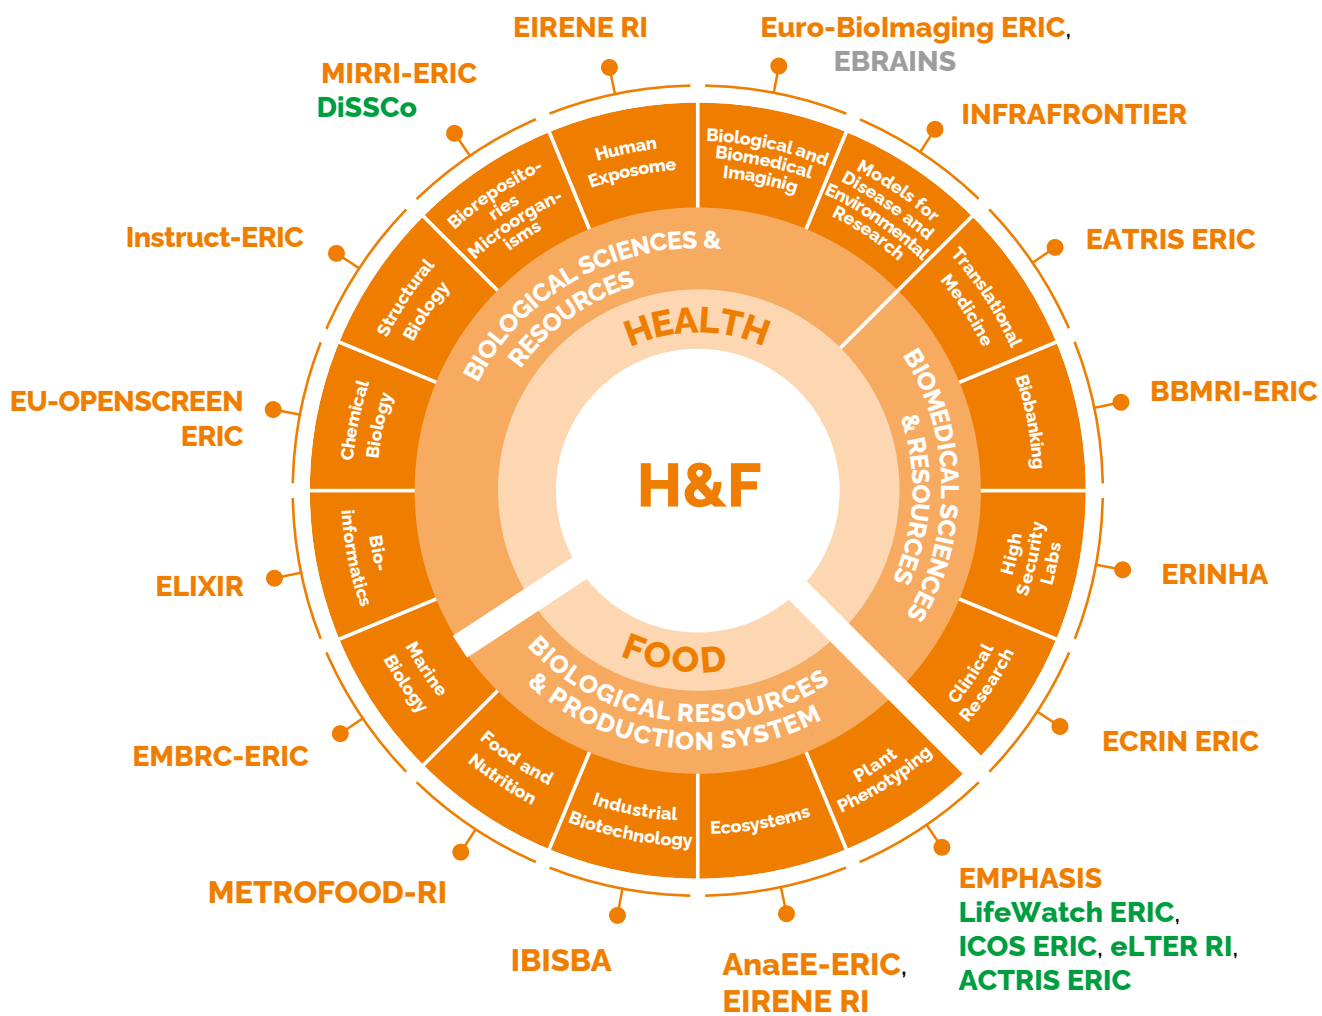 EIRENE RI
Euro-BioImaging ERIC,
EBRAINS
MIRRI-ERIC
DiSSCo
INFRAFRONTIER
Instruct-ERIC
EATRIS ERIC
EU-OPENSCREEN
ERIC
BBMRI-ERIC
ELIXIR
ERINHA
EMBRC-ERIC
ECRIN ERIC
METROFOOD-RI
IBISBA
AnaEE-ERIC,
EIRENE RI
EMPHASIS
LifeWatch ERIC,
ICOS ERIC, eLTER RI,
ACTRIS ERIC
Human
Exposome
Biological and
Biomedical
Imaginig
Models for
Disease and
Environmental
Research
Translational
Medicine
Biobanking
High
Security
Labs
Clinical
Research
Plant
Phenotyping
Ecosystems
Industrial
Biotechnology
Food and
Nutrition
Marine
Biology
Bio-
informatics
Chemical
Biology
Structural
Biology
Bioreposito-
ries
Microorgan-
isms
BIOLOGICAL SCIENCES &
RESOURCES
BIOMEDICAL SCIENCES
& RESOURCES
BIOLOGICAL RESOURCES
& PRODUCTION SYSTEM
HEALTH
FOOD
H&F